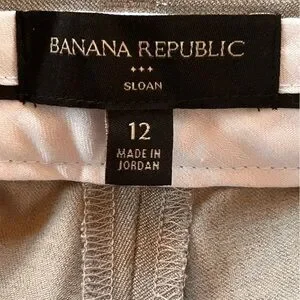 BANANA REPUBLIC
SLOAN
12
MADE IN
JORDAN